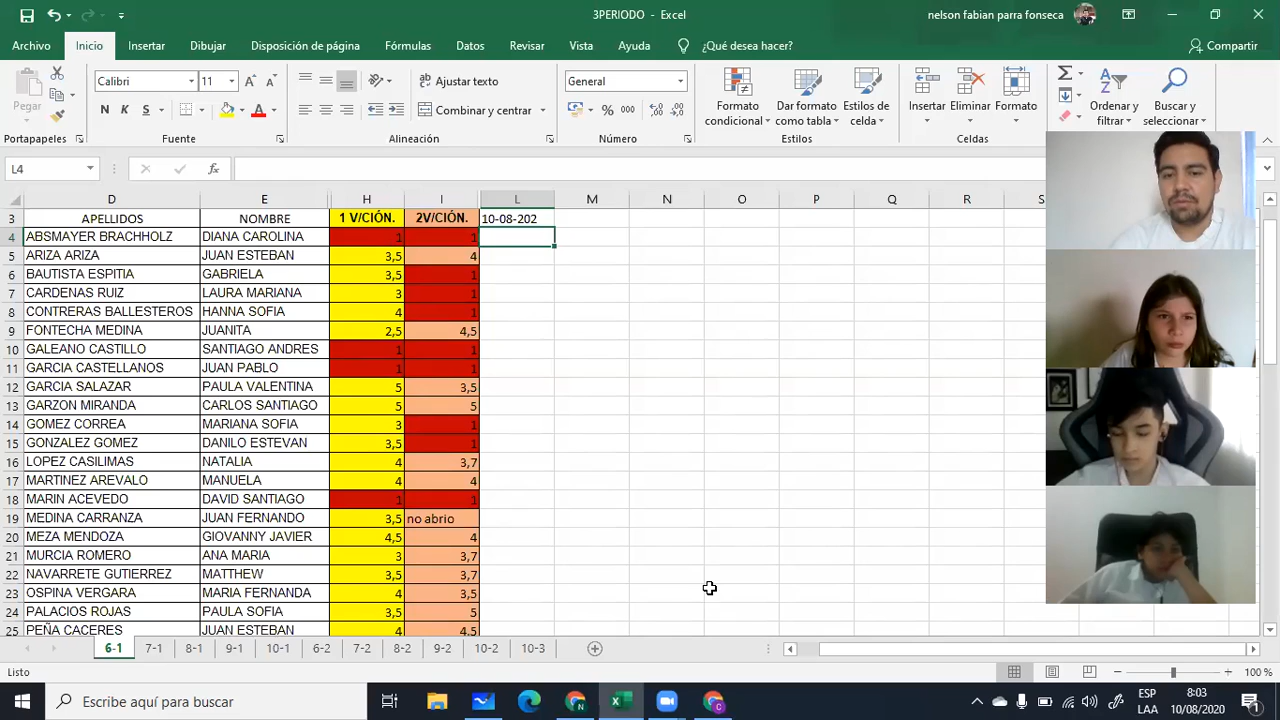 3PERIODO - Excel
nelson fabian parra fonseca
Archivo Inicio Insertar Dibujar Disposición de página Fórmulas Datos Revisar Vista Ayuda ¿Qué desea hacer? Compartir
Pegar
Calibri 11
N K S
Ajustar texto
Combinar y centrar
General
% 000
Formato condicional
Dar formato como tabla
Estilos de celda
Insertar
Eliminar
Formato
Ordenar y filtrar
Buscar y seleccionar
Portapapeles Fuente Alineación Número Estilos Celdas
L4 fx
D E H I L M N O P Q R S
3 APELLIDOS NOMBRE 1 V/CIÓN. 2V/CIÓN. 10-08-202
4 ABSMAYER BRACHHOLZ DIANA CAROLINA 1 1
5 ARIZA ARIZA JUAN ESTEBAN 3,5 4
6 BAUTISTA ESPITIA GABRIELA 3,5 1
7 CARDENAS RUIZ LAURA MARIANA 3 1
8 CONTRERAS BALLESTEROS HANNA SOFIA 4 1
9 FONTECHA MEDINA JUANITA 2,5 4,5
10 GALEANO CASTILLO SANTIAGO ANDRES 1 1
11 GARCIA CASTELLANOS JUAN PABLO 1 1
12 GARCIA SALAZAR PAULA VALENTINA 5 3,5
13 GARZON MIRANDA CARLOS SANTIAGO 5 5
14 GOMEZ CORREA MARIANA SOFIA 3 1
15 GONZALEZ GOMEZ DANILO ESTEVAN 3,5 1
16 LOPEZ CASILIMAS NATALIA 4 3,7
17 MARTINEZ AREVALO MANUELA 4 4
18 MARIN ACEVEDO DAVID SANTIAGO 1 1
19 MEDINA CARRANZA JUAN FERNANDO 3,5 no abrio
20 MEZA MENDOZA GIOVANNY JAVIER 4,5 4
21 MURCIA ROMERO ANA MARIA 3 3,7
22 NAVARRETE GUTIERREZ MATTHEW 3,5 3,7
23 OSPINA VERGARA MARIA FERNANDA 4 3,5
24 PALACIOS ROJAS PAULA SOFIA 3,5 5
25 PEÑA CACERES JUAN ESTEBAN 4 4,5
6-1 7-1 8-1 9-1 10-1 6-2 7-2 8-2 9-2 10-2 10-3
Listo 100 %
Escribe aquí para buscar
ESP
LAA
8:03
10/08/2020